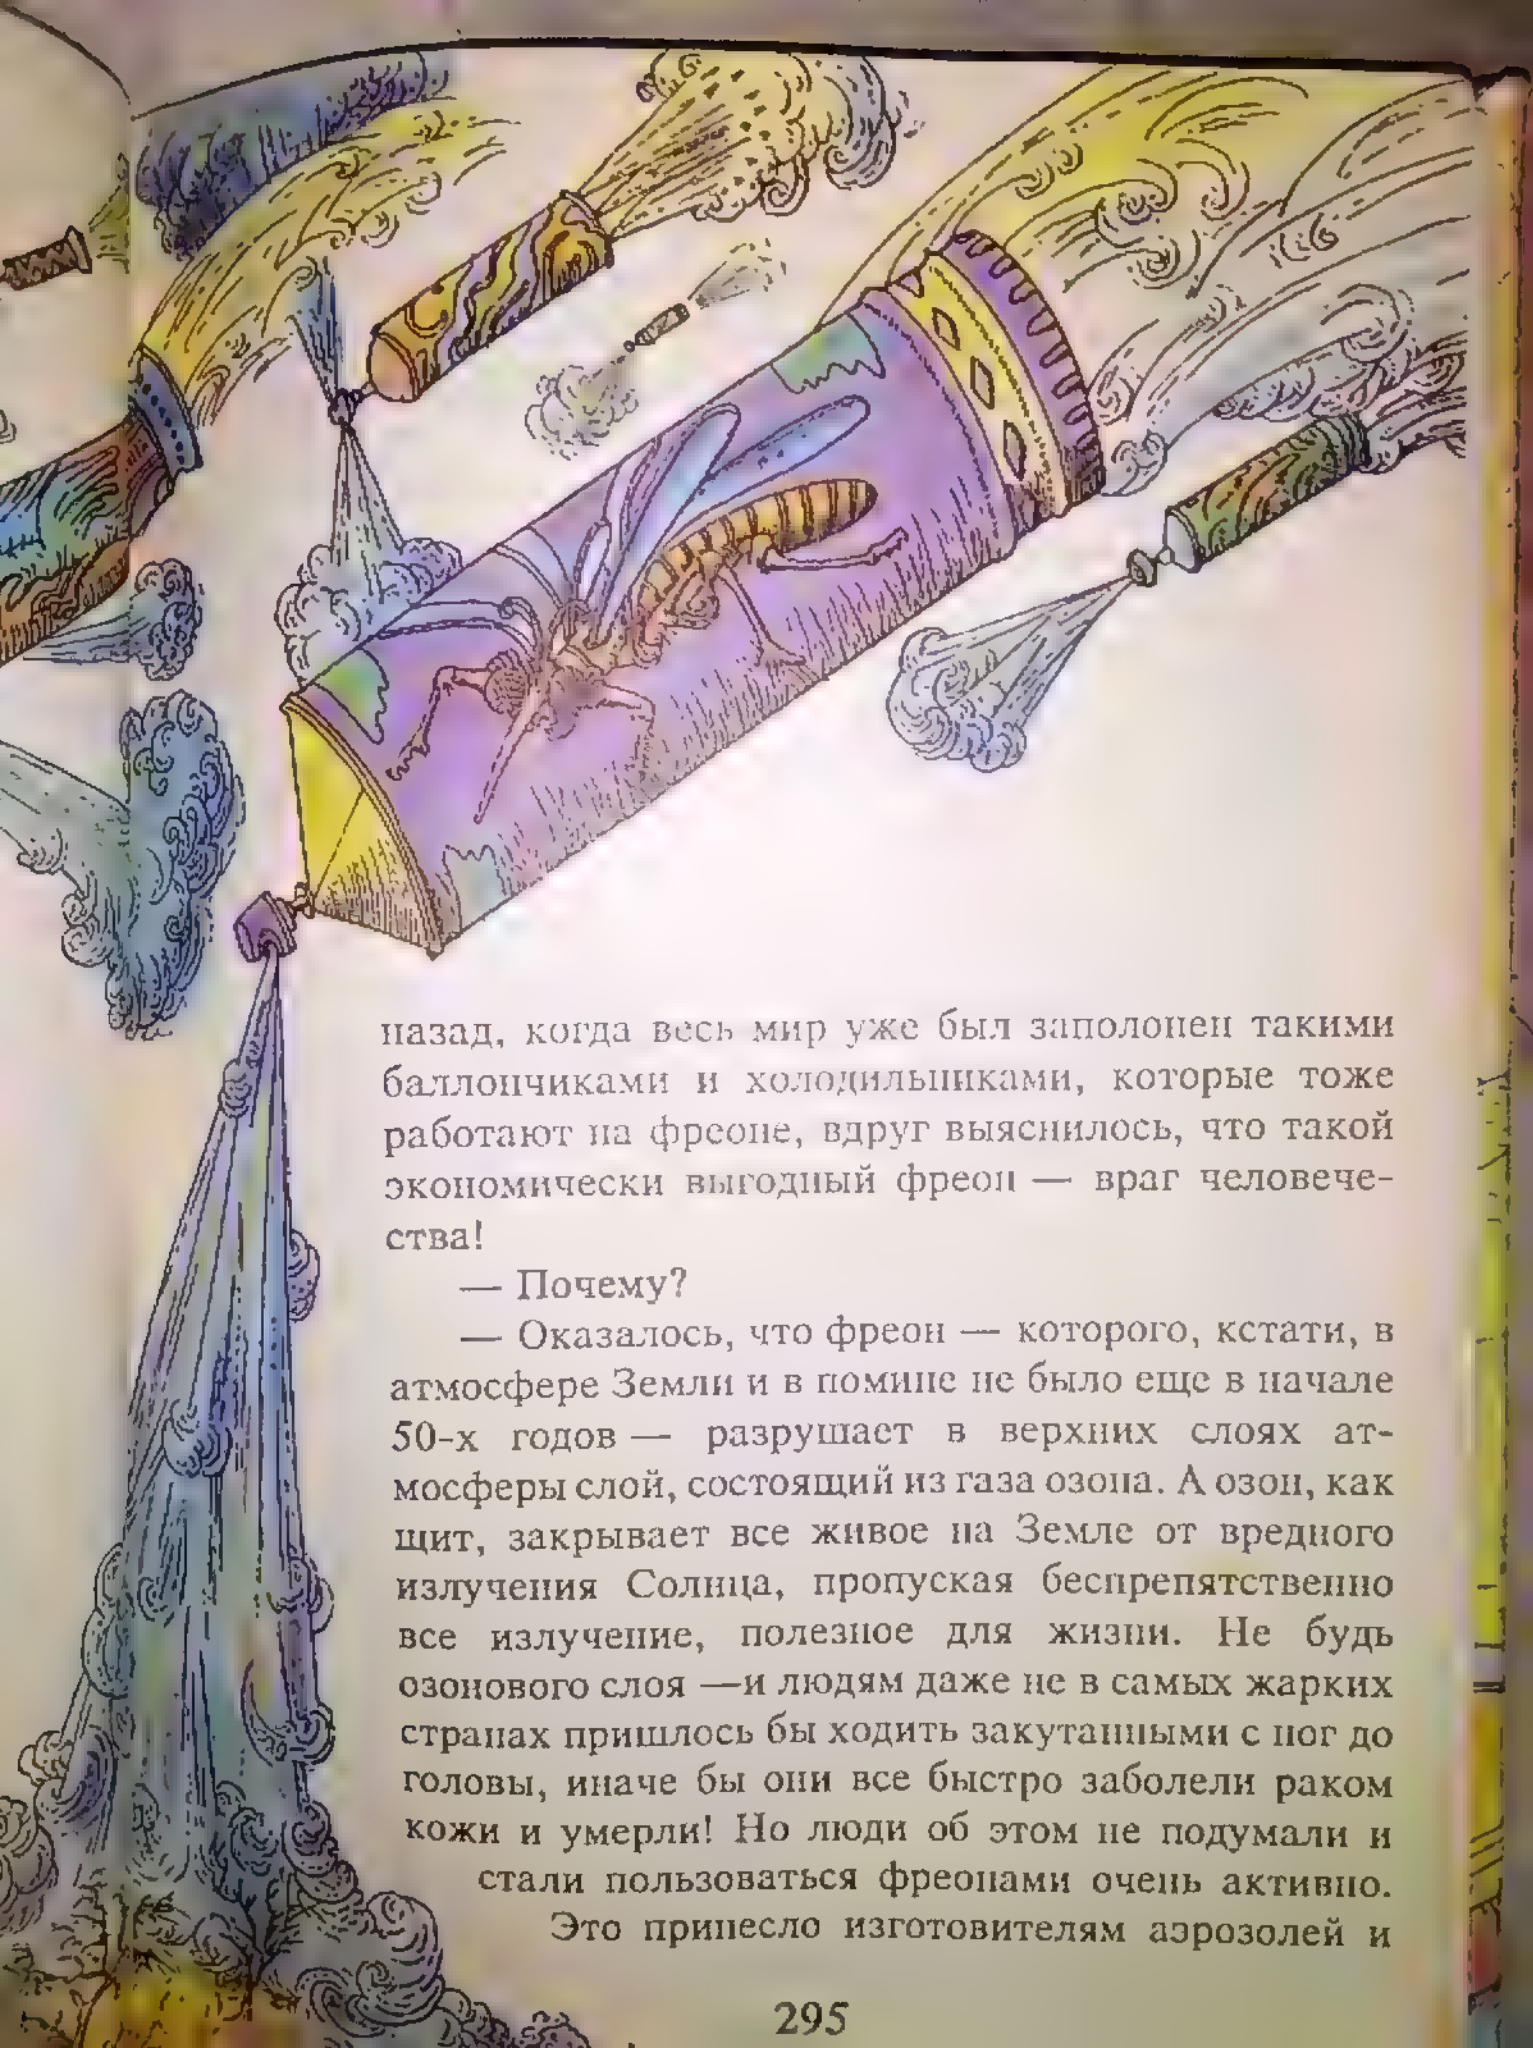 назад, когда весь мир уже был заполонен такими
баллончиками и холодильниками, которые тоже
работают на фреоне, вдруг выяснилось, что такой
экономически выгодный фреон — враг человече-
ства!
— Почему?
— Оказалось, что фреон — которого, кстати, в
атмосфере Земли и в помине не было еще в начале
50-х годов — разрушает в верхних слоях ат-
мосферы слой, состоящий из газа озона. А озон, как
щит, закрывает все живое на Земле от вредного
излучения Солнца, пропуская беспрепятственно
все излучение, полезное для жизни. Не будь
озонового слоя —и людям даже не в самых жарких
странах пришлось бы ходить закутанными с ног до
головы, иначе бы они все быстро заболели раком
кожи и умерли! Но люди об этом не подумали и
стали пользоваться фреонами очень активно.
Это принесло изготовителям аэрозолей и
295